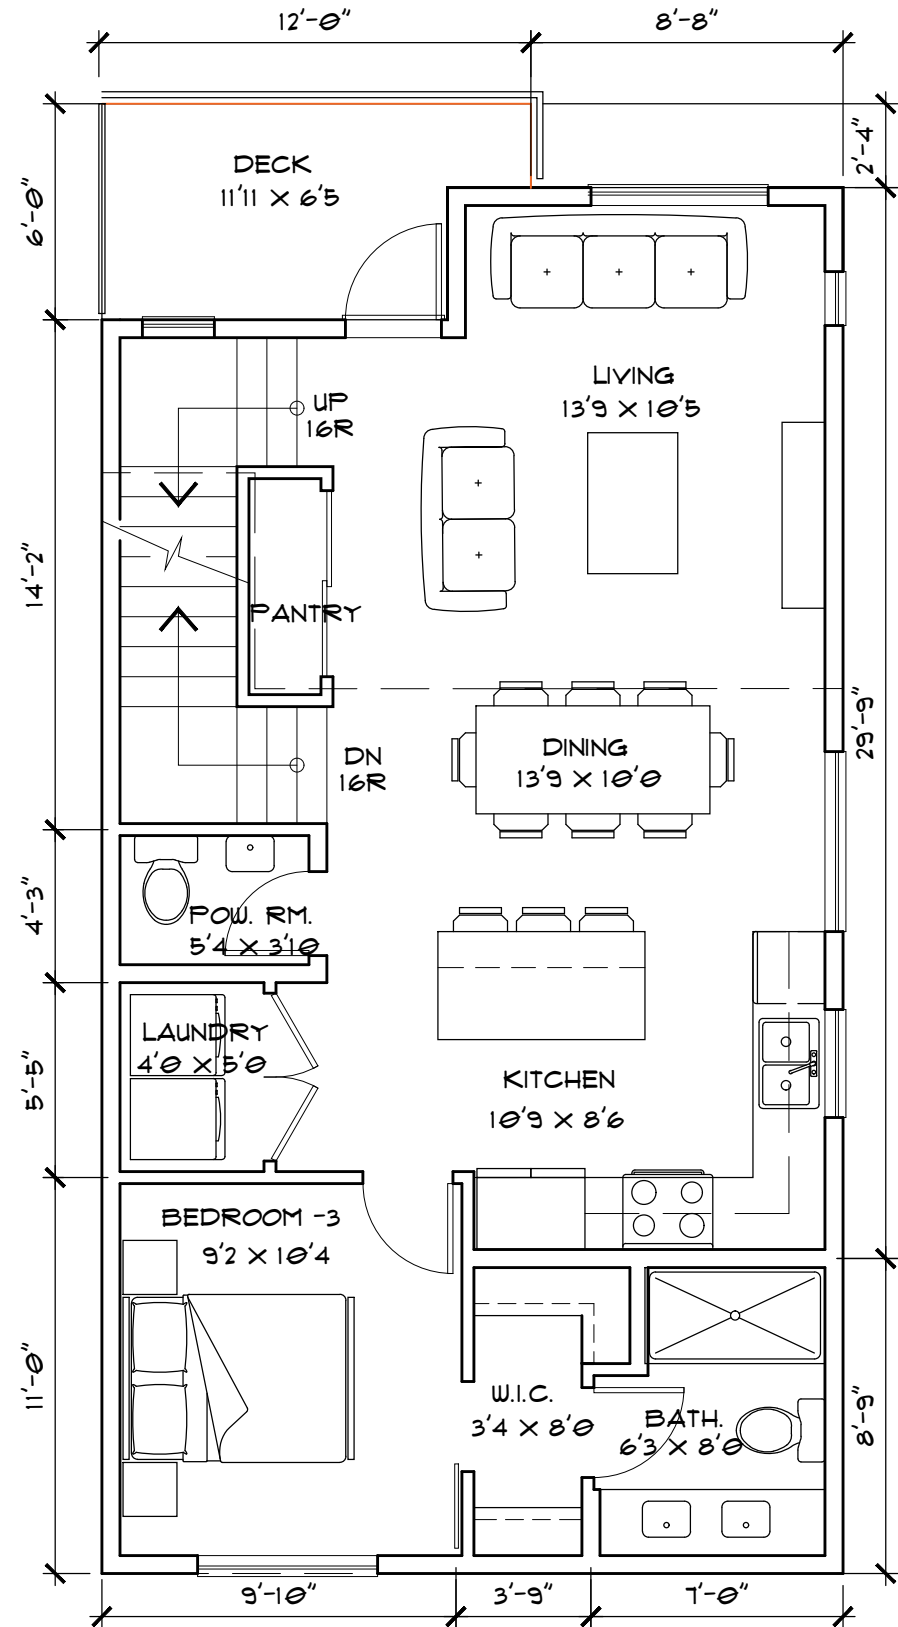 12'-0"
8'-8"
2'-4"
DECK
11'11 X 6'5
6'-0"
LIVING
13'9 X 10'5
UP
16R
14'-2"
PANTRY
29'-9"
DINING
13'9 X 10'0
DN
16R
4'-3"
POW. RM.
5'4 X 3'10
LAUNDRY
4'0 X 5'0
5'-5"
KITCHEN
10'9 X 8'6
BEDROOM -3
9'2 X 10'4
11'-0"
W.I.C.
3'4 X 8'0
BATH.
6'3 X 8'0
8'-9"
9'-10"
3'-9"
7'-0"